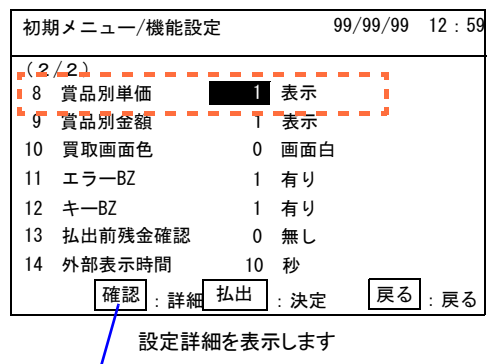 初期メニュー/機能設定 99/99/99 12：59
(2/2)
8 賞品別単価 1 表示
9 賞品別金額 1 表示
10 買取画面色 0 画面白
11 エラーBZ 1 有り
12 キーBZ 1 有り
13 払出前残金確認 0 無し
14 外部表示時間 10 秒
確認：詳細 払出：決定 戻る：戻る
設定詳細を表示します